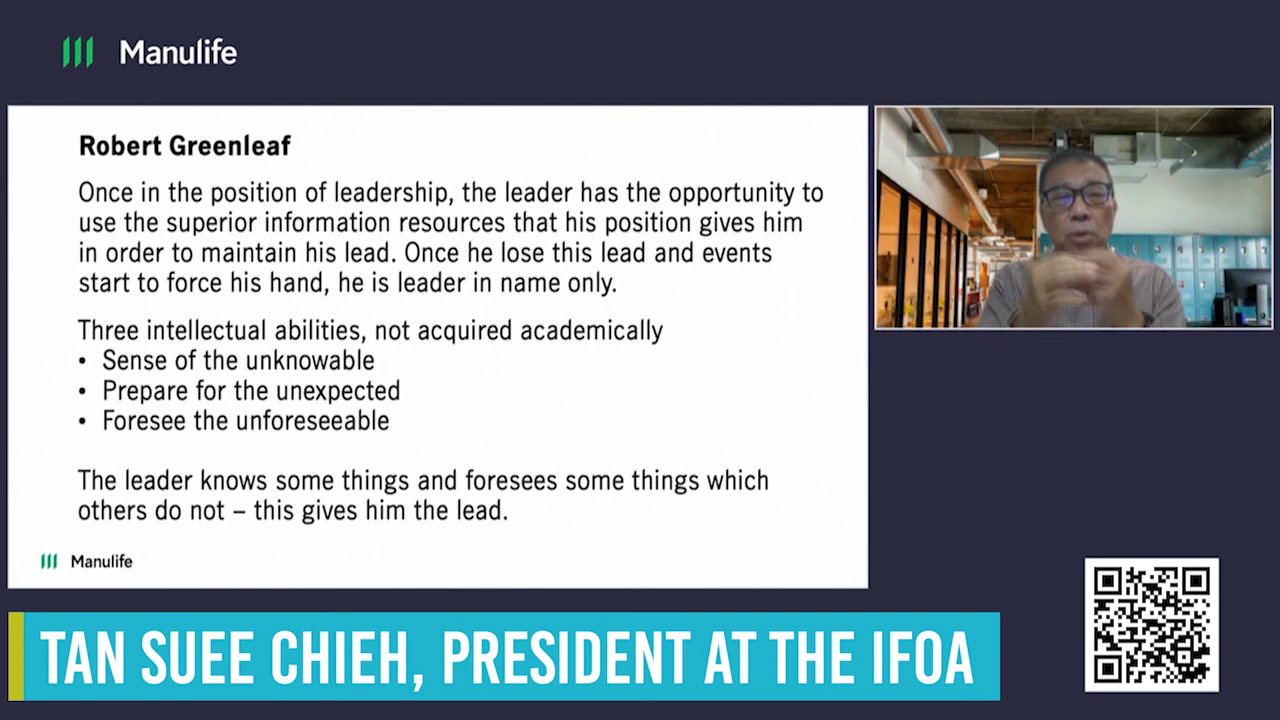 Manulife
Robert Greenleaf
Once in the position of leadership, the leader has the opportunity to
use the superior information resources that his position gives him
in order to maintain his lead. Once he lose this lead and events
start to force his hand, he is leader in name only.
Three intellectual abilities, not acquired academically
• Sense of the unknowable
• Prepare for the unexpected
• Foresee the unforeseeable
The leader knows some things and foresees some things which
others do not – this gives him the lead.
Manulife
TAN SUEE CHIEH, PRESIDENT AT THE IFOA